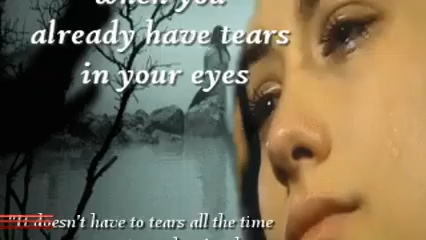 when you
already have tears
in your eyes
"It doesn't have to tears all the time